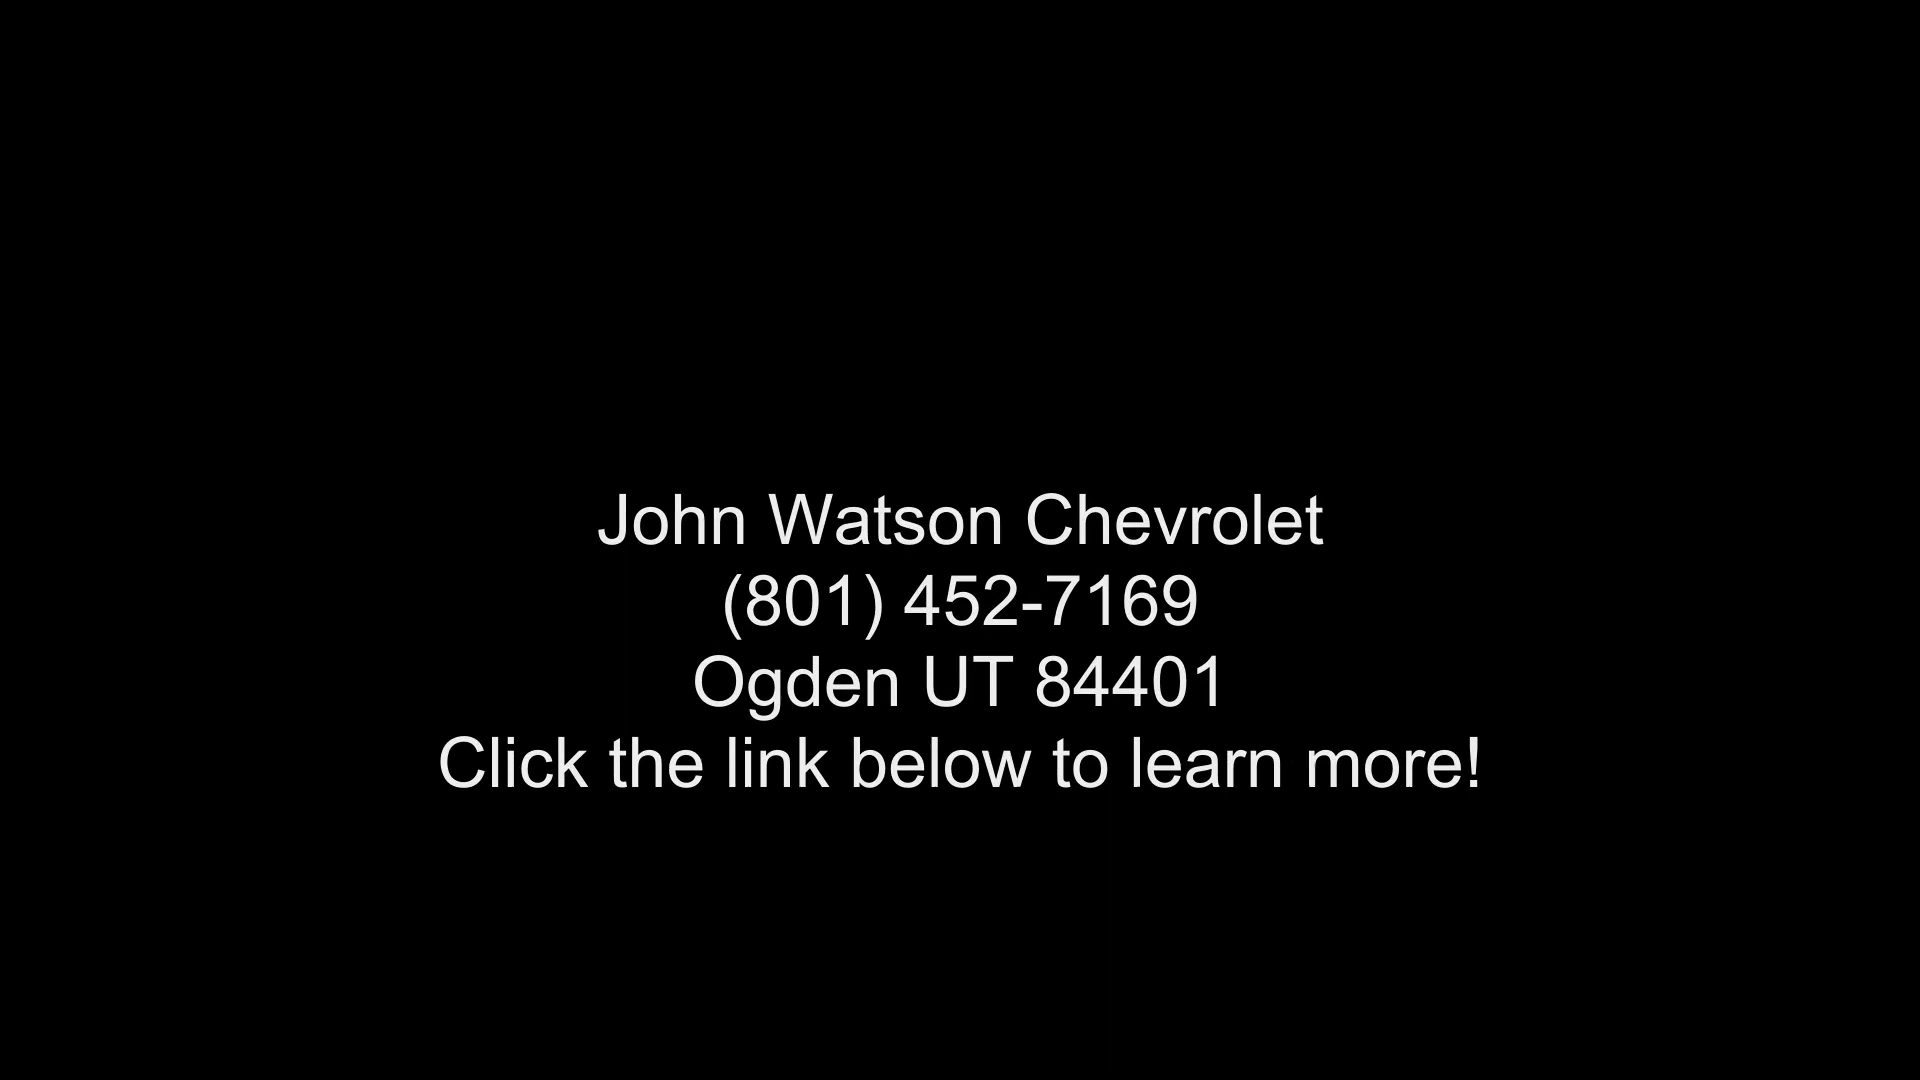 John Watson Chevrolet
(801) 452-7169
Ogden UT 84401
Click the link below to learn more!